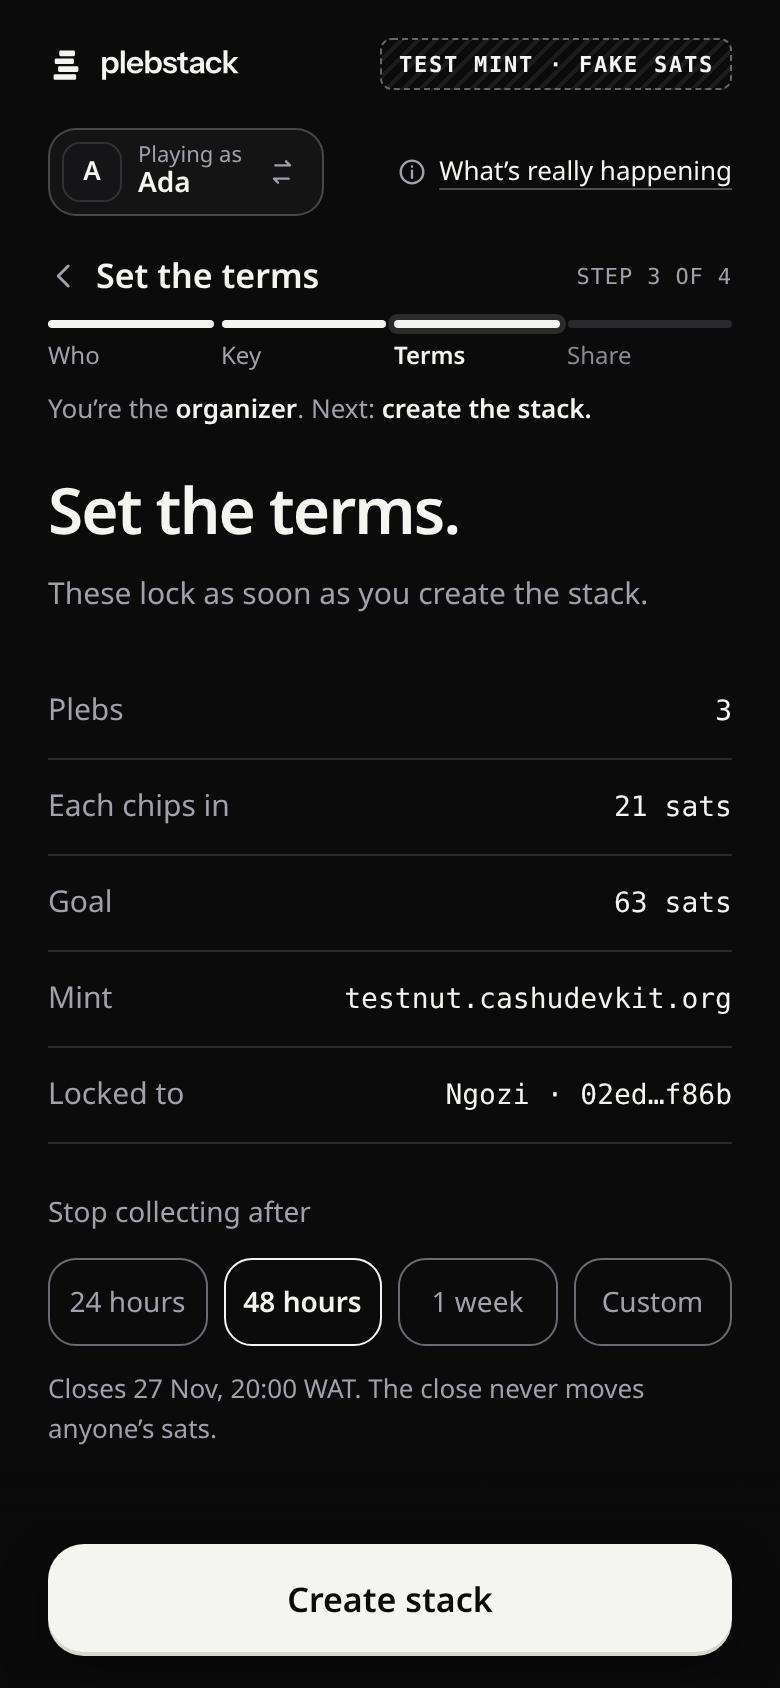 plebstack
TEST MINT · FAKE SATS
A
Playing as
Ada
What’s really happening
Set the terms
STEP 3 OF 4
Who
Key
Terms
Share
You’re the organizer. Next: create the stack.
Set the terms.
These lock as soon as you create the stack.
Plebs
3
Each chips in
21 sats
Goal
63 sats
Mint
testnut.cashudevkit.org
Locked to
Ngozi · 02ed…f86b
Stop collecting after
24 hours
48 hours
1 week
Custom
Closes 27 Nov, 20:00 WAT. The close never moves
anyone’s sats.
Create stack